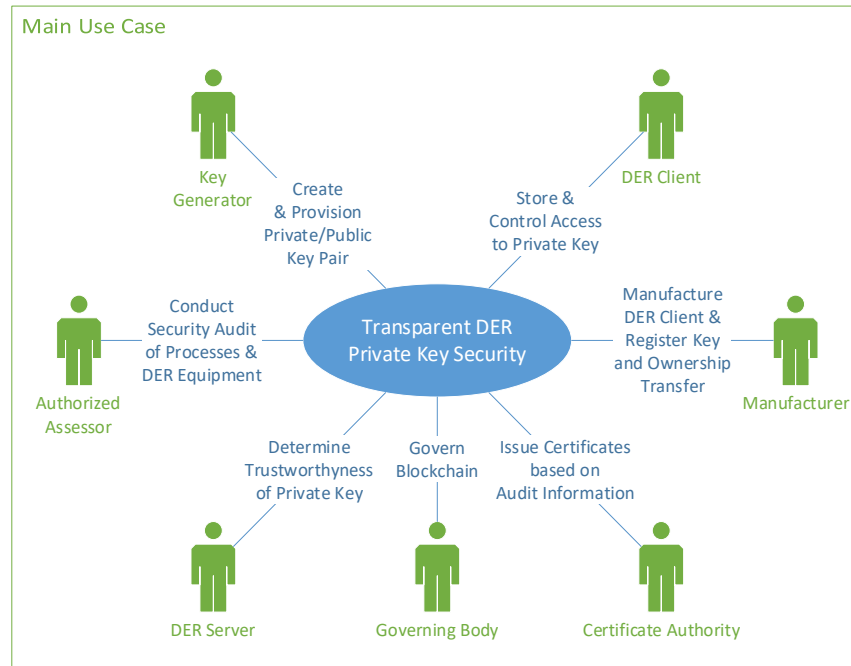 Main Use Case
Key
Generator
DER Client
Create
& Provision
Private/Public
Key Pair
Store &
Control Access
to Private Key
Conduct
Security Audit
of Processes &
DER Equipment
Transparent DER
Private Key Security
Manufacture
DER Client &
Register Key
and Ownership
Transfer
Authorized
Assessor
Manufacturer
Determine
Trustworthyness
of Private Key
Govern
Blockchain
Issue Certificates
based on
Audit Information
DER Server
Governing Body
Certificate Authority